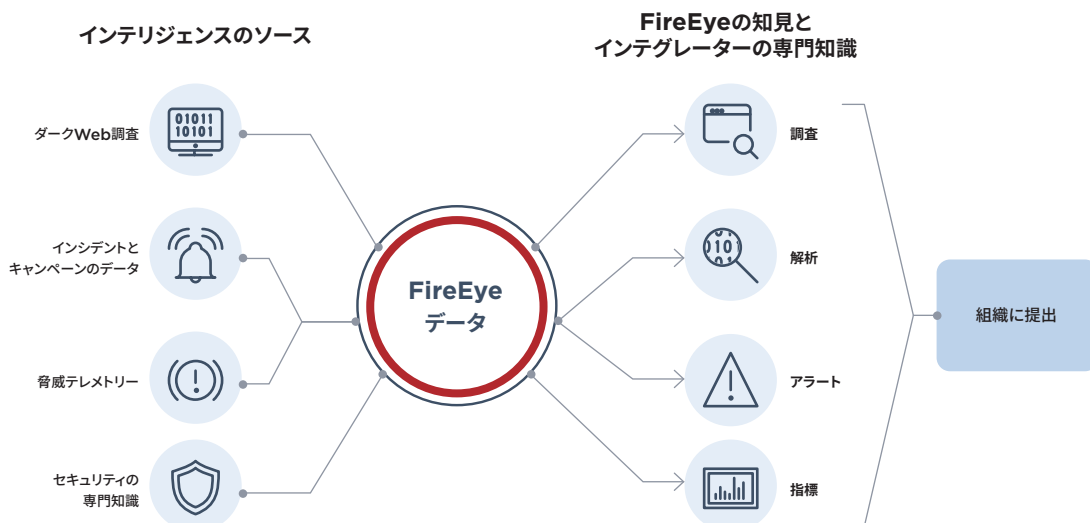 インテリジェンスのソース
FireEyeの知見と
インテグレーターの専門知識
ダークWeb調査
01011
10101
インシデントと
キャンペーンのデータ
脅威テレメトリー
セキュリティの
専門知識
FireEye
データ
調査
101
解析
アラート
指標
組織に提出